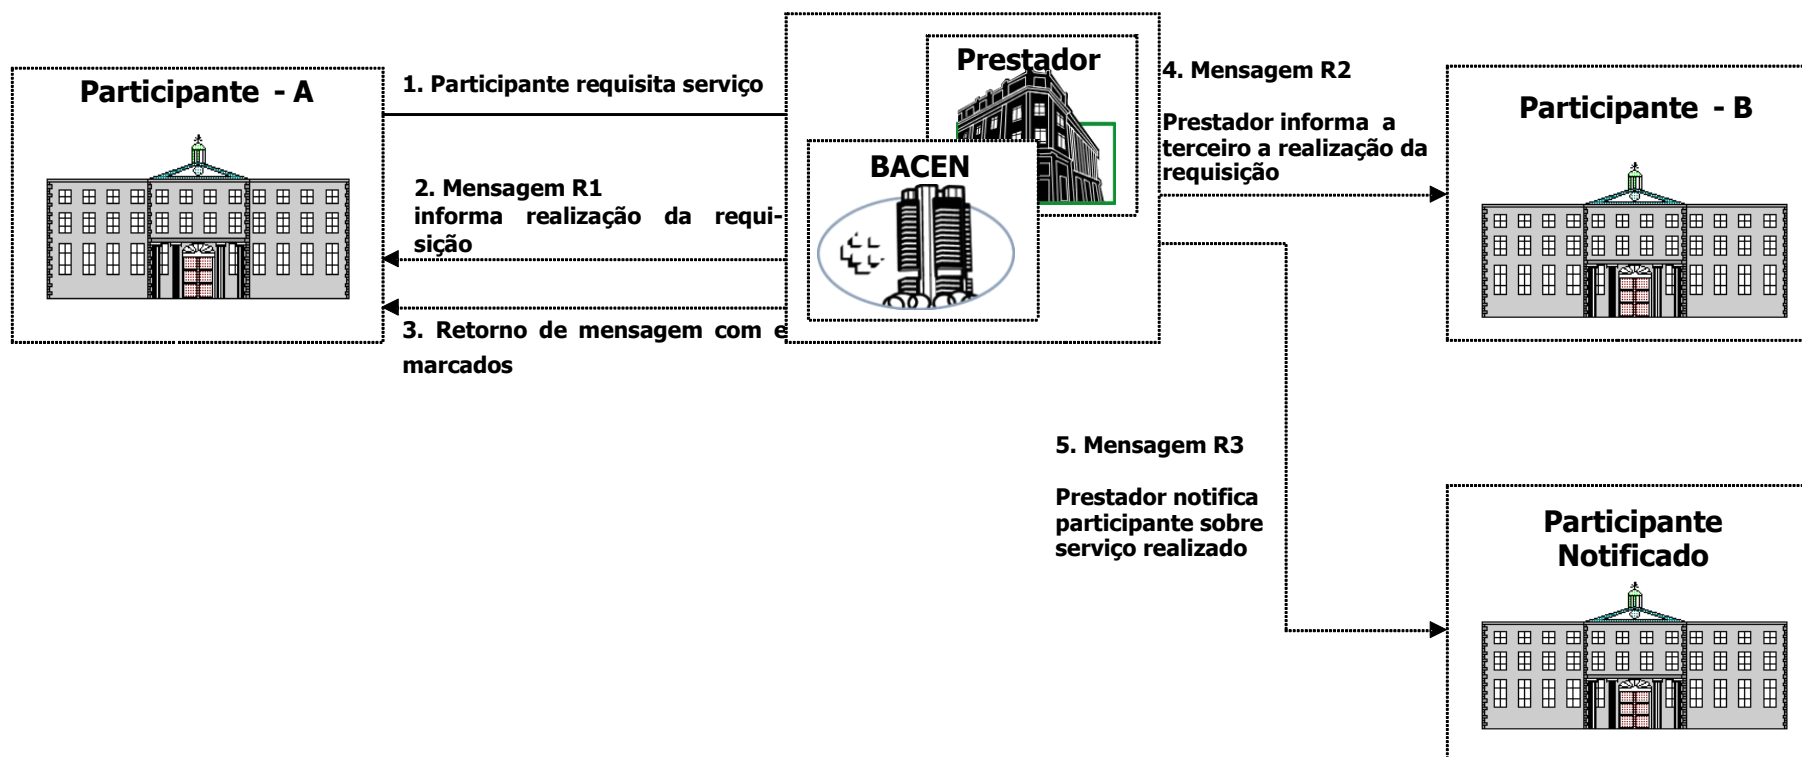 Participante - A
1. Participante requisita serviço
2. Mensagem R1
informa realização da requi-
sição
3. Retorno de mensagem com e
marcados
Prestador
BACEN
4. Mensagem R2
Prestador informa a
terceiro a realização da
requisição
Participante - B
5. Mensagem R3
Prestador notifica
participante sobre
serviço realizado
Participante
Notificado